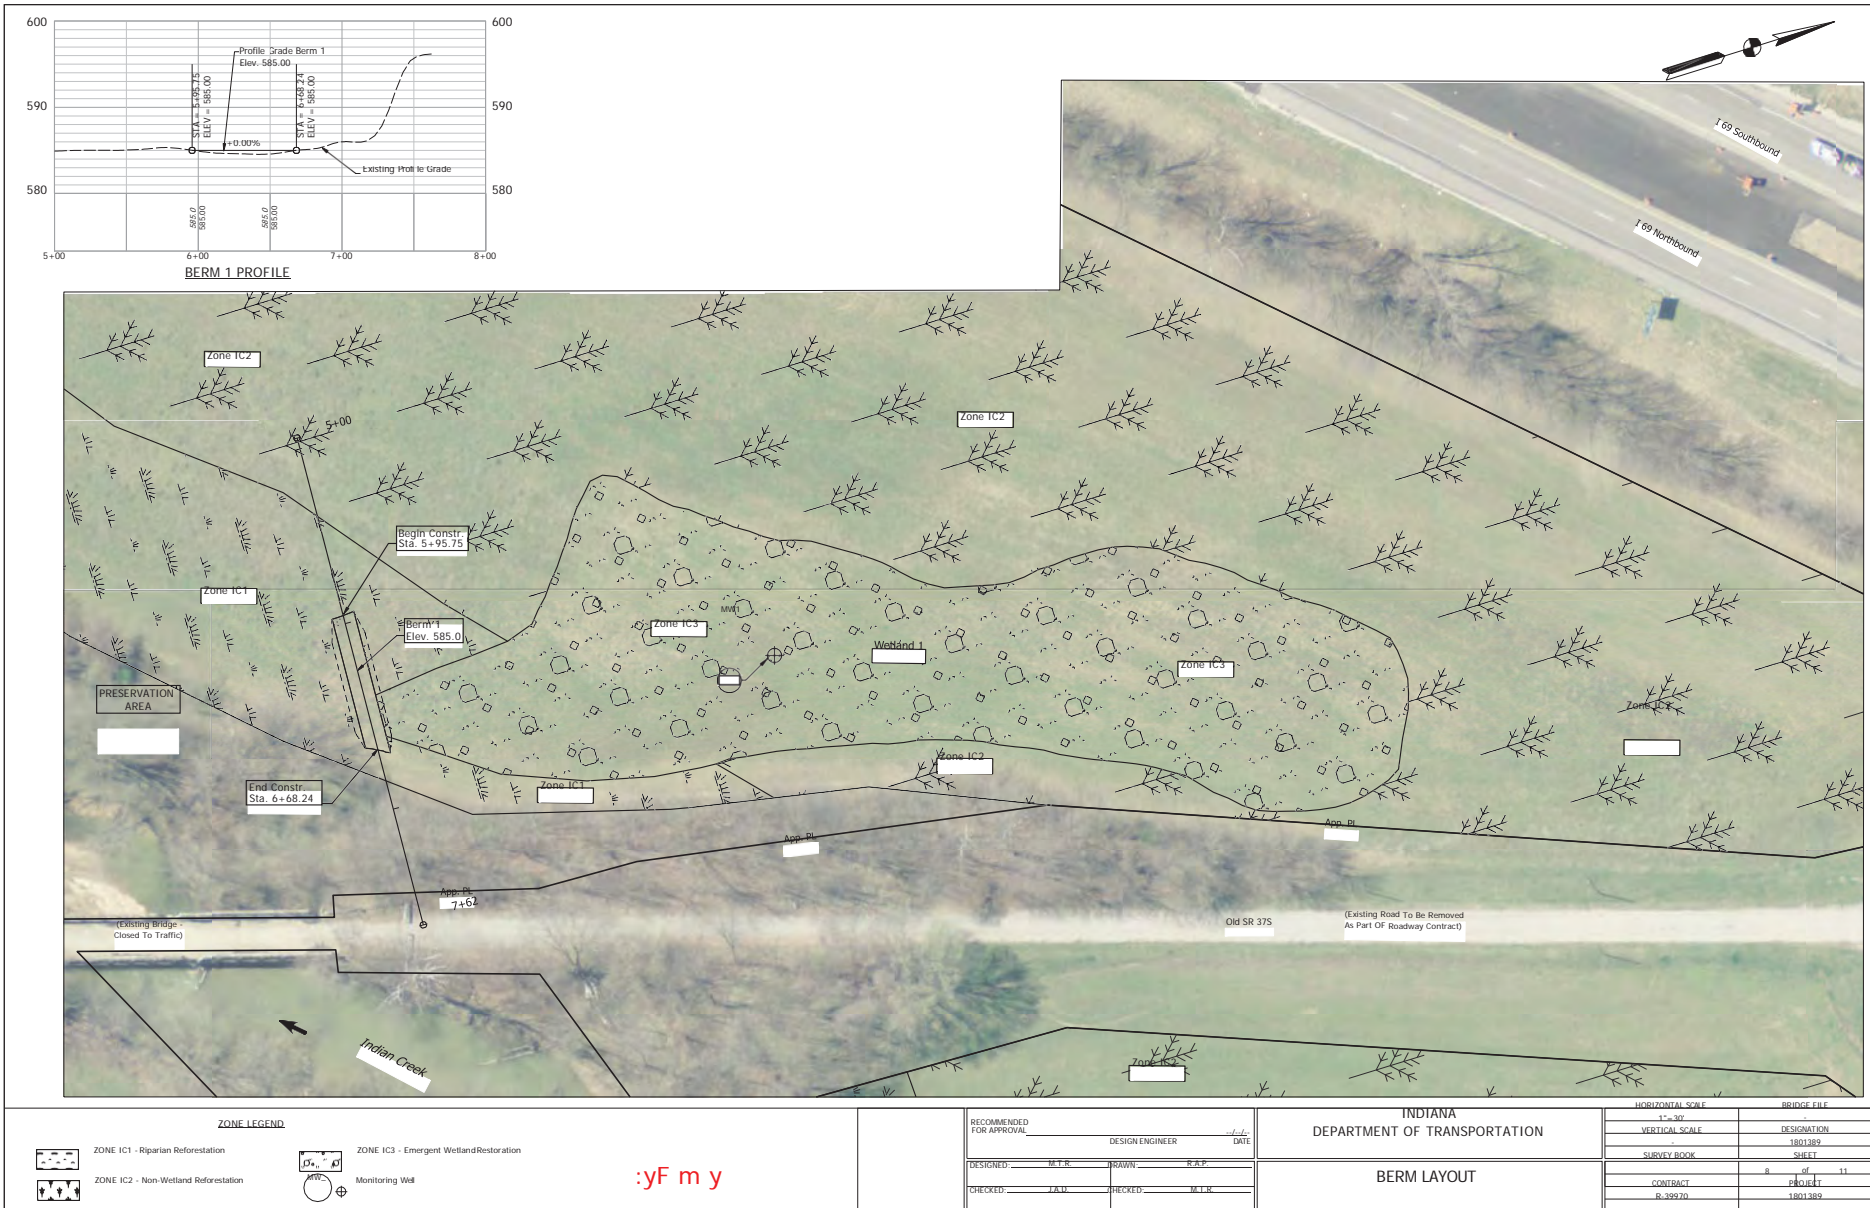 600
600
590
590
580
580
Profile Grade Berm 1
Elev. 585.00
STA = 5+95.75
ELEV = 585.00
STA = 6+68.24
ELEV = 585.00
+0.00%
Existing Profile Grade
585.0
585.00
585.0
585.00
5+00
6+00
7+00
8+00
BERM 1 PROFILE
I 69 Southbound
I 69 Northbound
Zone IC2
Zone IC2
5+00
Begin Constr.
Sta. 5+95.75
Zone IC1
Berm 1
Elev. 585.0
MW1
Zone IC3
Wetland 1
Zone IC3
PRESERVATION
AREA
Zone IC2
Zone IC2
End Constr.
Sta. 6+68.24
Zone IC1
App. PL
App. PL
App. PL
7+62
(Existing Bridge -
Closed To Traffic)
Old SR 37S
(Existing Road To Be Removed
As Part OF Roadway Contract)
Indian Creek
Zone IC2
ZONE LEGEND
ZONE IC1 - Riparian Reforestation
ZONE IC2 - Non-Wetland Reforestation
ZONE IC3 - Emergent Wetland Restoration
MW_
Monitoring Well
:yF m y
RECOMMENDED
FOR APPROVAL
--/--/--
DESIGN ENGINEER
DATE
DESIGNED: M.T.R.
DRAWN: R.A.P.
CHECKED: J.A.D.
CHECKED: M.T.R.
INDIANA
DEPARTMENT OF TRANSPORTATION
BERM LAYOUT
HORIZONTAL SCALE
1"=30'
BRIDGE FILE
-
VERTICAL SCALE
-
DESIGNATION
1801389
SURVEY BOOK
SHEET
8 of 11
CONTRACT
R-39970
PROJECT
1801389